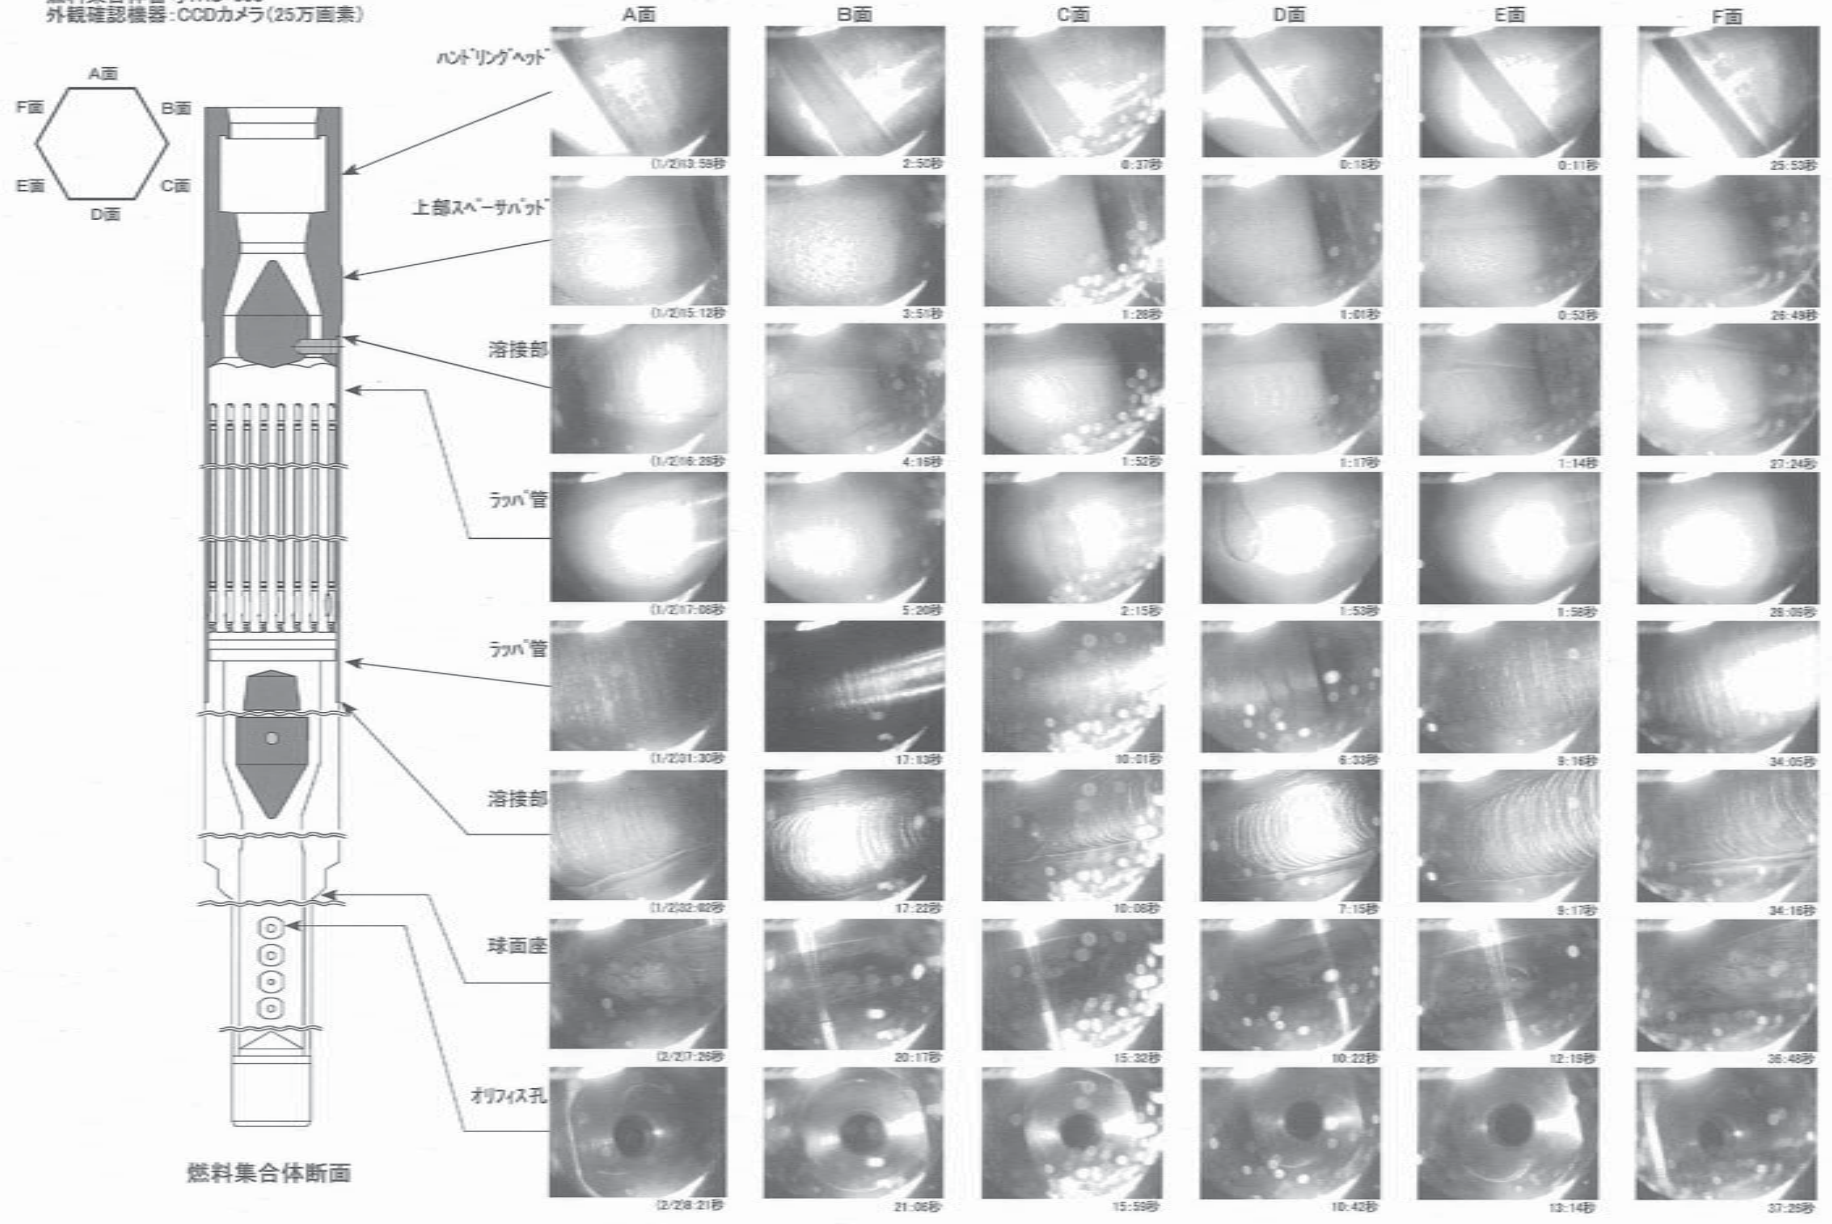 外観確認機器:CCDカメラ(25万画素)
A面 B面 C面 D面 E面 F面
A面
F面 B面
E面 C面
D面
ハンドリングヘッド
(1/2)13:59秒 2:50秒 0:37秒 0:18秒 0:11秒 25:53秒
上部スペーサパッド
(1/2)15:12秒 3:51秒 1:28秒 1:01秒 0:52秒 26:49秒
溶接部
(1/2)16:28秒 4:16秒 1:52秒 1:17秒 1:14秒 27:24秒
ラッパ管
(1/2)17:06秒 5:20秒 2:15秒 1:53秒 1:58秒 28:09秒
ラッパ管
(1/2)31:30秒 17:13秒 10:01秒 6:33秒 9:16秒 34:05秒
溶接部
(1/2)32:02秒 17:22秒 10:08秒 7:15秒 9:17秒 34:16秒
球面座
(2/2)7:26秒 20:17秒 15:32秒 10:22秒 12:19秒 36:48秒
オリフィス孔
(2/2)8:21秒 21:06秒 15:59秒 10:42秒 13:14秒 37:26秒
燃料集合体断面